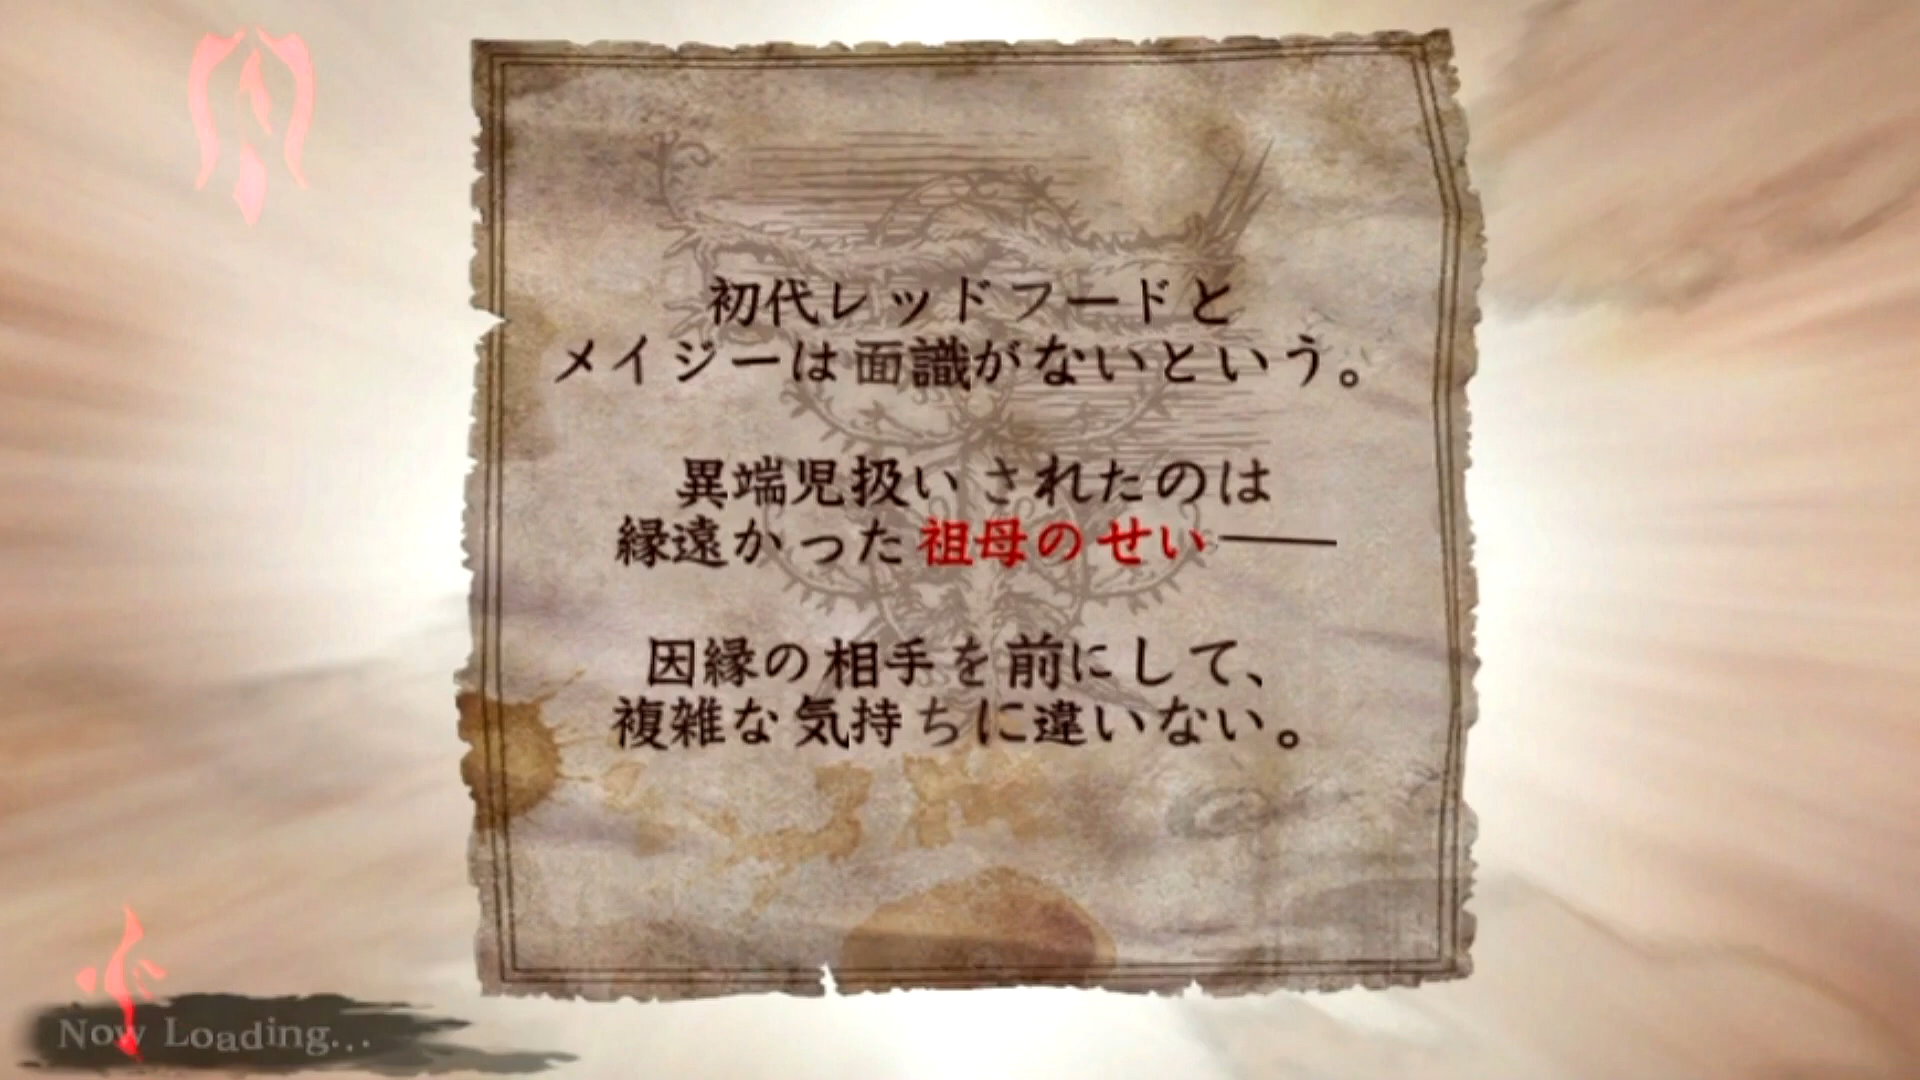 初代レッドフードと
メイジーは面識がないという。
異端児扱いされたのは
縁遠かった祖母のせい――
因縁の相手を前にして、
複雑な気持ちに違いない。
Now Loading...